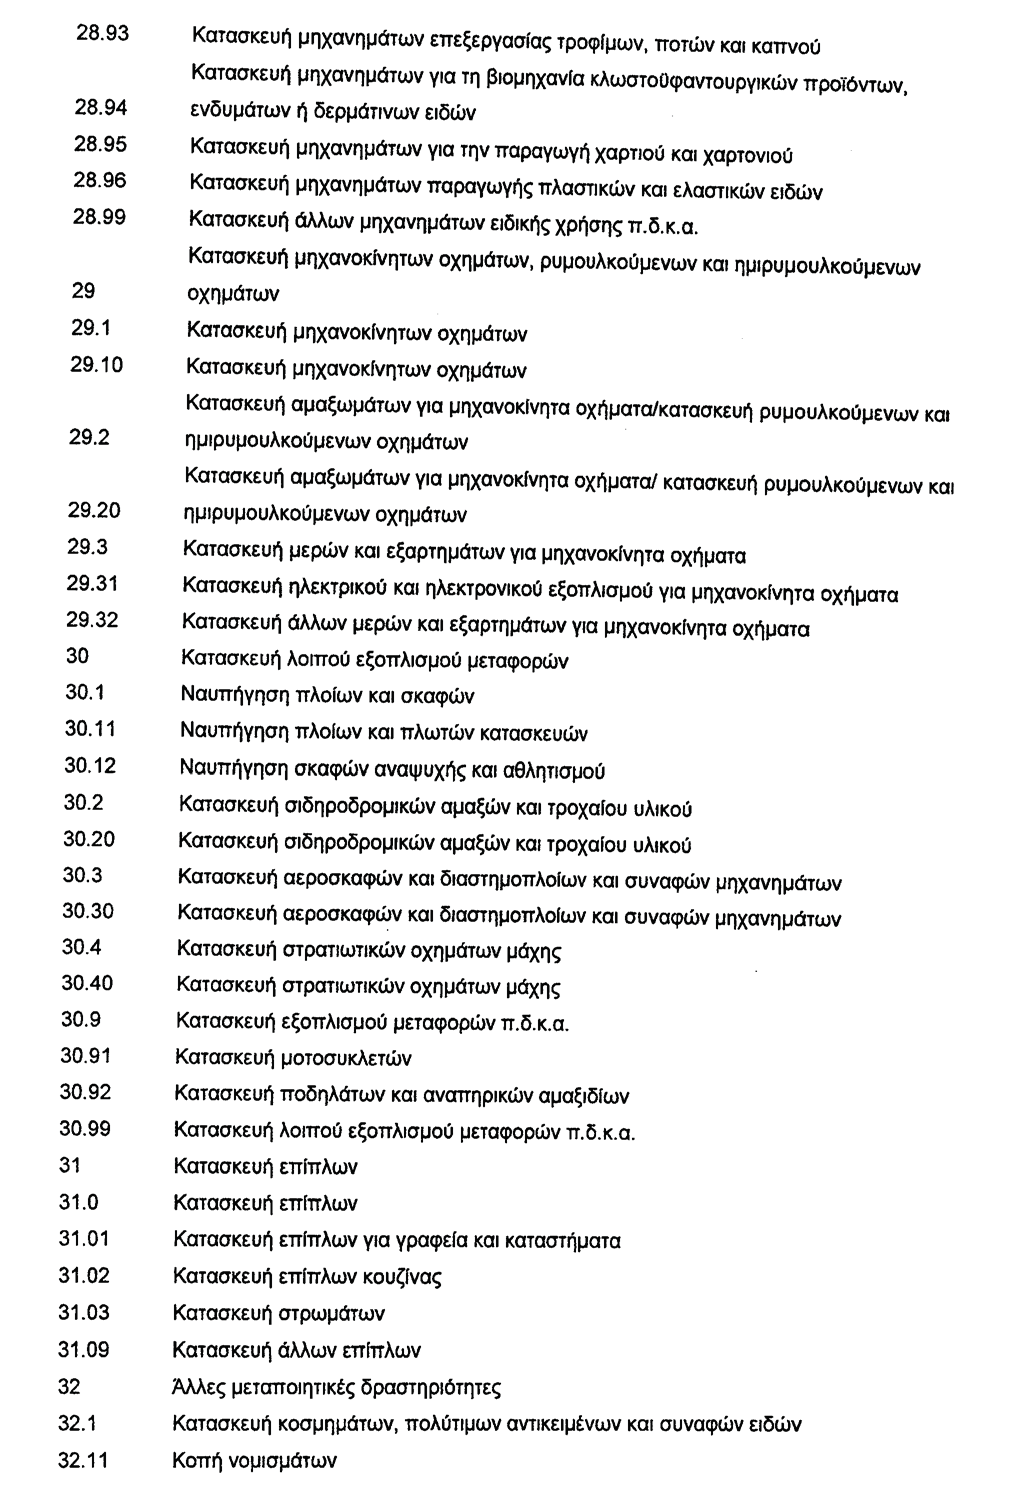 28.93 Κατασκευή μηχανημάτων επεξεργασίας τροφίμων, ποτών και καπνού
Κατασκευή μηχανημάτων για τη βιομηχανία κλωστοϋφαντουργικών προϊόντων,
28.94 ενδυμάτων ή δερμάτινων ειδών
28.95 Κατασκευή μηχανημάτων για την παραγωγή χαρτιού και χαρτονιού
28.96 Κατασκευή μηχανημάτων παραγωγής πλαστικών και ελαστικών ειδών
28.99 Κατασκευή άλλων μηχανημάτων ειδικής χρήσης π.δ.κ.α.
Κατασκευή μηχανοκίνητων οχημάτων, ρυμουλκούμενων και ημιρυμουλκούμενων
29 οχημάτων
29.1 Κατασκευή μηχανοκίνητων οχημάτων
29.10 Κατασκευή μηχανοκίνητων οχημάτων
Κατασκευή αμαξωμάτων για μηχανοκίνητα οχήματα/κατασκευή ρυμουλκούμενων και
29.2 ημιρυμουλκούμενων οχημάτων
Κατασκευή αμαξωμάτων για μηχανοκίνητα οχήματα/ κατασκευή ρυμουλκούμενων και
29.20 ημιρυμουλκούμενων οχημάτων
29.3 Κατασκευή μερών και εξαρτημάτων για μηχανοκίνητα οχήματα
29.31 Κατασκευή ηλεκτρικού και ηλεκτρονικού εξοπλισμού για μηχανοκίνητα οχήματα
29.32 Κατασκευή άλλων μερών και εξαρτημάτων για μηχανοκίνητα οχήματα
30 Κατασκευή λοιπού εξοπλισμού μεταφορών
30.1 Ναυπήγηση πλοίων και σκαφών
30.11 Ναυπήγηση πλοίων και πλωτών κατασκευών
30.12 Ναυπήγηση σκαφών αναψυχής και αθλητισμού
30.2 Κατασκευή σιδηροδρομικών αμαξών και τροχαίου υλικού
30.20 Κατασκευή σιδηροδρομικών αμαξών και τροχαίου υλικού
30.3 Κατασκευή αεροσκαφών και διαστημοπλοίων και συναφών μηχανημάτων
30.30 Κατασκευή αεροσκαφών και διαστημοπλοίων και συναφών μηχανημάτων
30.4 Κατασκευή στρατιωτικών οχημάτων μάχης
30.40 Κατασκευή στρατιωτικών οχημάτων μάχης
30.9 Κατασκευή εξοπλισμού μεταφορών π.δ.κ.α.
30.91 Κατασκευή μοτοσυκλετών
30.92 Κατασκευή ποδηλάτων και αναπηρικών αμαξιδίων
30.99 Κατασκευή λοιπού εξοπλισμού μεταφορών π.δ.κ.α.
31 Κατασκευή επίπλων
31.0 Κατασκευή επίπλων
31.01 Κατασκευή επίπλων για γραφεία και καταστήματα
31.02 Κατασκευή επίπλων κουζίνας
31.03 Κατασκευή στρωμάτων
31.09 Κατασκευή άλλων επίπλων
32 Άλλες μεταποιητικές δραστηριότητες
32.1 Κατασκευή κοσμημάτων, πολύτιμων αντικειμένων και συναφών ειδών
32.11 Κοπή νομισμάτων